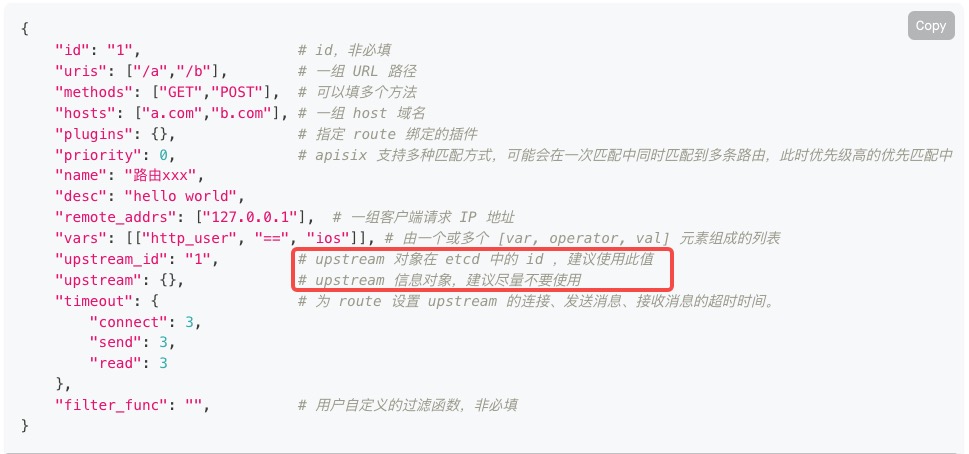 Copy
{
"id": "1", # id，非必填
"uris": ["/a","/b"], # 一组 URL 路径
"methods": ["GET","POST"], # 可以填多个方法
"hosts": ["a.com","b.com"], # 一组 host 域名
"plugins": {}, # 指定 route 绑定的插件
"priority": 0, # apisix 支持多种匹配方式，可能会在一次匹配中同时匹配到多条路由，此时优先级高的优先匹配中
"name": "路由xxx",
"desc": "hello world",
"remote_addrs": ["127.0.0.1"], # 一组客户端请求 IP 地址
"vars": [["http_user", "==", "ios"]], # 由一个或多个 [var, operator, val] 元素组成的列表
"upstream_id": "1", # upstream 对象在 etcd 中的 id ，建议使用此值
"upstream": {}, # upstream 信息对象，建议尽量不要使用
"timeout": { # 为 route 设置 upstream 的连接、发送消息、接收消息的超时时间。
"connect": 3,
"send": 3,
"read": 3
},
"filter_func": "", # 用户自定义的过滤函数，非必填
}